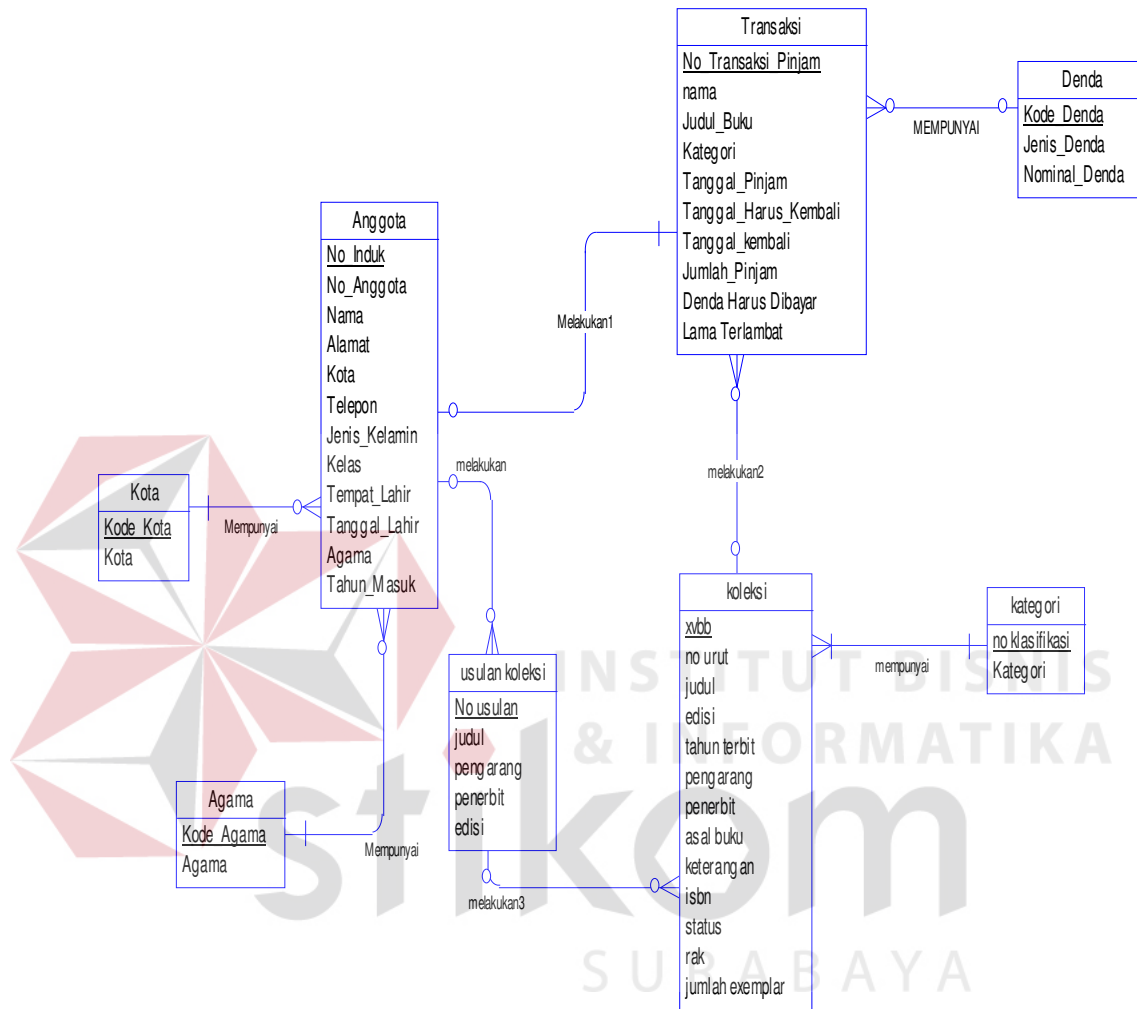 Transaksi
No_Transaksi_Pinjam
nama
Judul_Buku
Kategori
Tanggal_Pinjam
Tanggal_Harus_Kembali
Tanggal_kembali
Jumlah_Pinjam
Denda Harus Dibayar
Lama Terlambat
MEMPUNYAI
Denda
Kode_Denda
Jenis_Denda
Nominal_Denda
Anggota
No_Induk
No_Anggota
Nama
Alamat
Kota
Telepon
Jenis_Kelamin
Kelas
Tempat_Lahir
Tanggal_Lahir
Agama
Tahun_Masuk
Melakukan1
melakukan
melakukan2
Kota
Kode_Kota
Kota
Mempunyai
usulan koleksi
No usulan
judul
pengarang
penerbit
edisi
koleksi
xvbb
no urut
judul
edisi
tahun terbit
pengarang
penerbit
asal buku
keterangan
isbn
status
rak
jumlah exemplar
mempunyai
kategori
no klasifikasi
Kategori
Agama
Kode_Agama
Agama
Mempunyai
melakukan3
INSTITUT BISNIS
& INFORMATIKA
stikom
SURABAYA